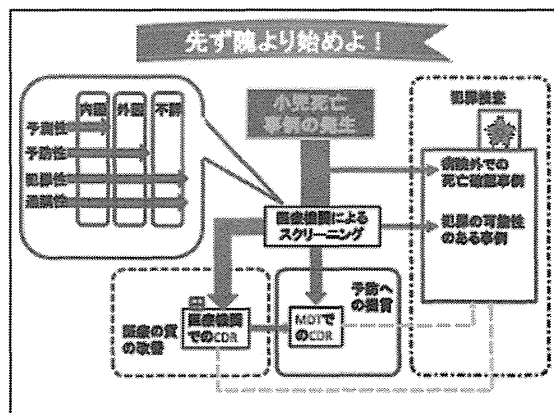 先ず隗より始めよ！
小児死亡
事例の発生
内因
外因
不詳
予測性
予防性
犯罪性
過誤性
犯罪捜査
病院外での
死亡確認事例
犯罪の可能性
のある事例
医療機関による
スクリーニング
予防への
の提言
医療の質
の改善
医療機関
でのCDR
MDTで
のCDR